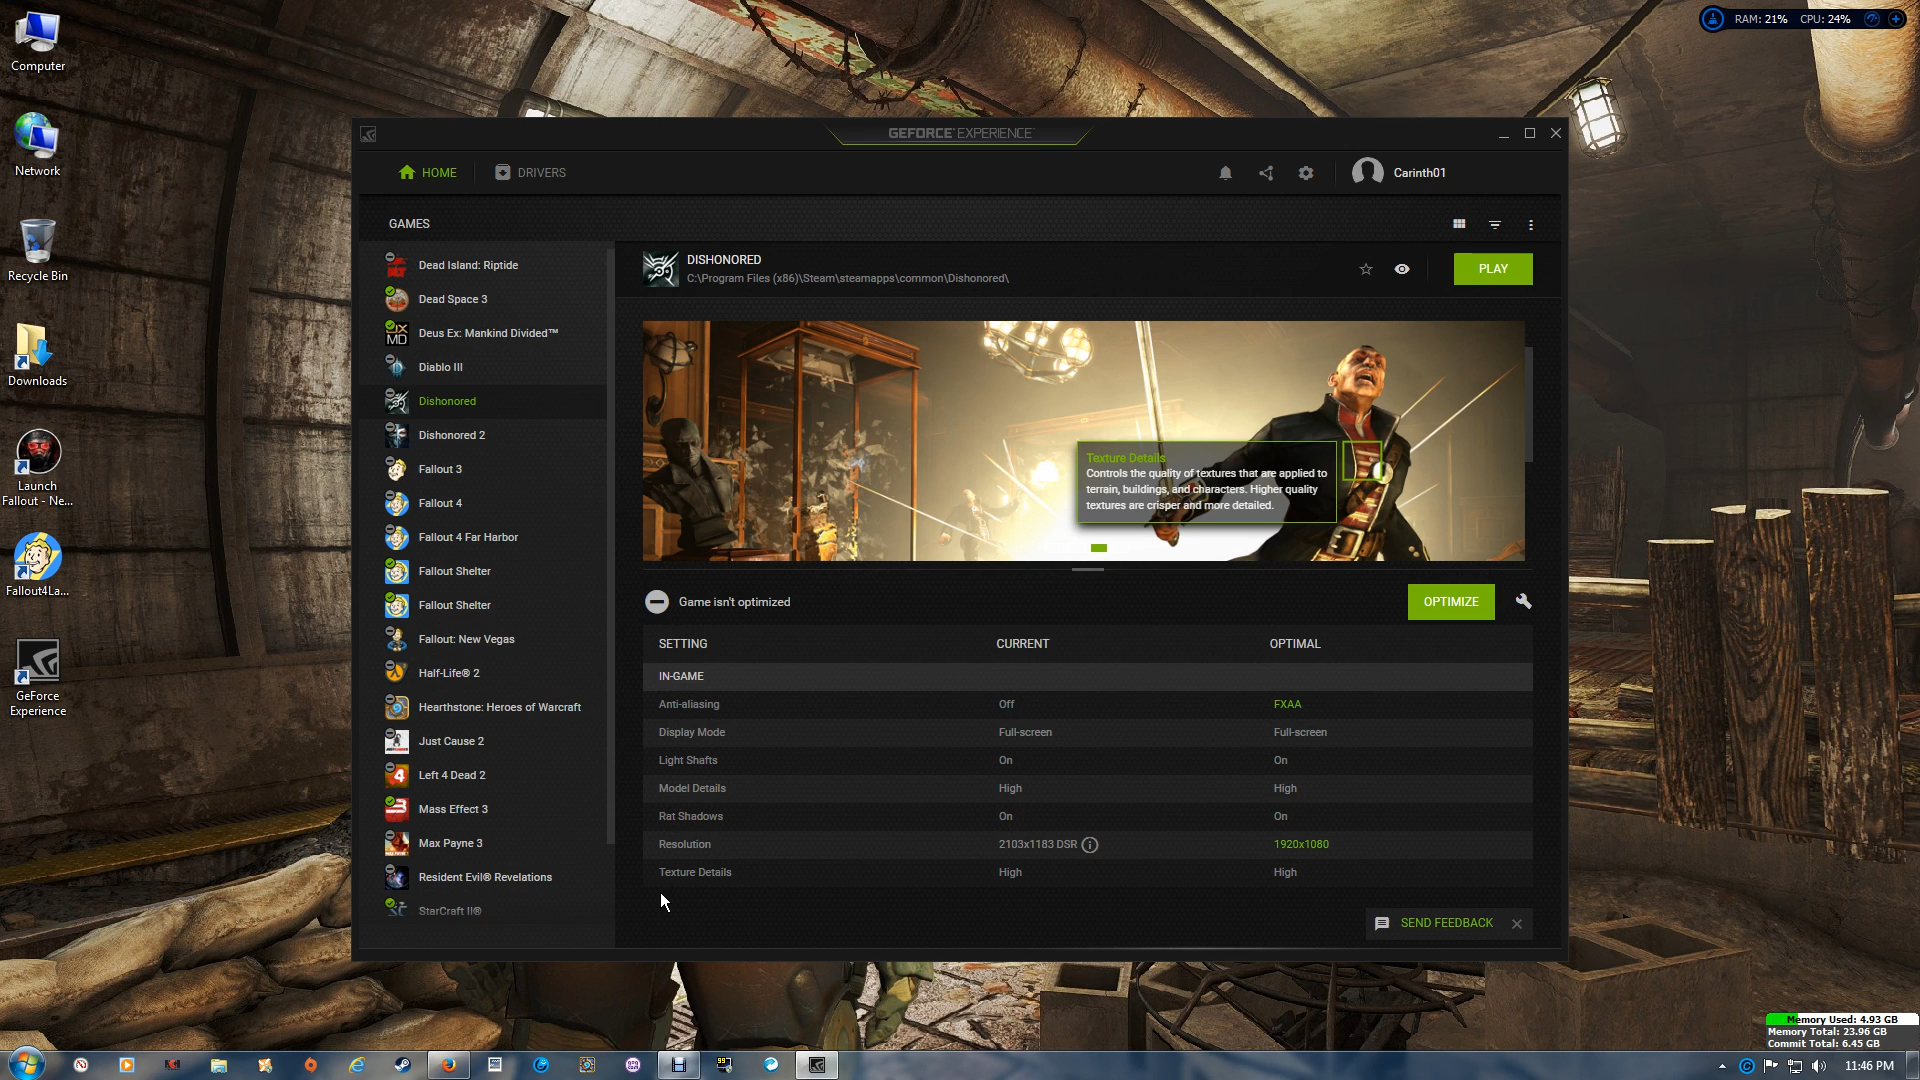 RAM: 21% CPU: 24%
Computer
Network
Recycle Bin
Downloads
Launch
Fallout - Ne...
Fallout4La...
GeForce
Experience
GEFORCE EXPERIENCE
HOME
DRIVERS
Carinth01
GAMES
Dead Island: Riptide
Dead Space 3
Deus Ex: Mankind Divided™
Diablo III
Dishonored
Dishonored 2
Fallout 3
Fallout 4
Fallout 4 Far Harbor
Fallout Shelter
Fallout Shelter
Fallout: New Vegas
Half-Life® 2
Hearthstone: Heroes of Warcraft
Just Cause 2
Left 4 Dead 2
Mass Effect 3
Max Payne 3
Resident Evil® Revelations
StarCraft II®
DISHONORED
C:\Program Files (x86)\Steam\steamapps\common\Dishonored\
PLAY
Texture Details
Controls the quality of textures that are applied to
terrain, buildings, and characters. Higher quality
textures are crisper and more detailed.
Game isn't optimized
OPTIMIZE
SETTING CURRENT OPTIMAL
IN-GAME
Anti-aliasing Off FXAA
Display Mode Full-screen Full-screen
Light Shafts On On
Model Details High High
Rat Shadows On On
Resolution 2103x1183 DSR 1920x1080
Texture Details High High
SEND FEEDBACK
Memory Used: 4.93 GB
Memory Total: 23.96 GB
Commit Total: 6.45 GB
11:46 PM